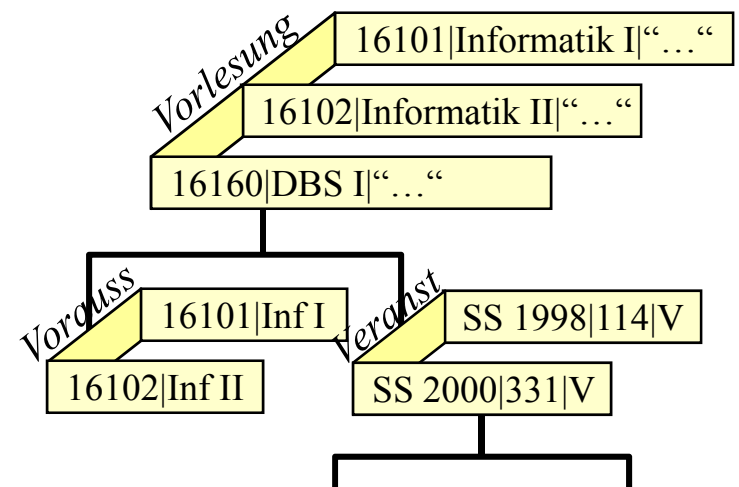 Vorlesung
16101|Informatik I|“…“
16102|Informatik II|“…“
16160|DBS I|“…“
Vorauss
16101|Inf I
16102|Inf II
Veranst
SS 1998|114|V
SS 2000|331|V